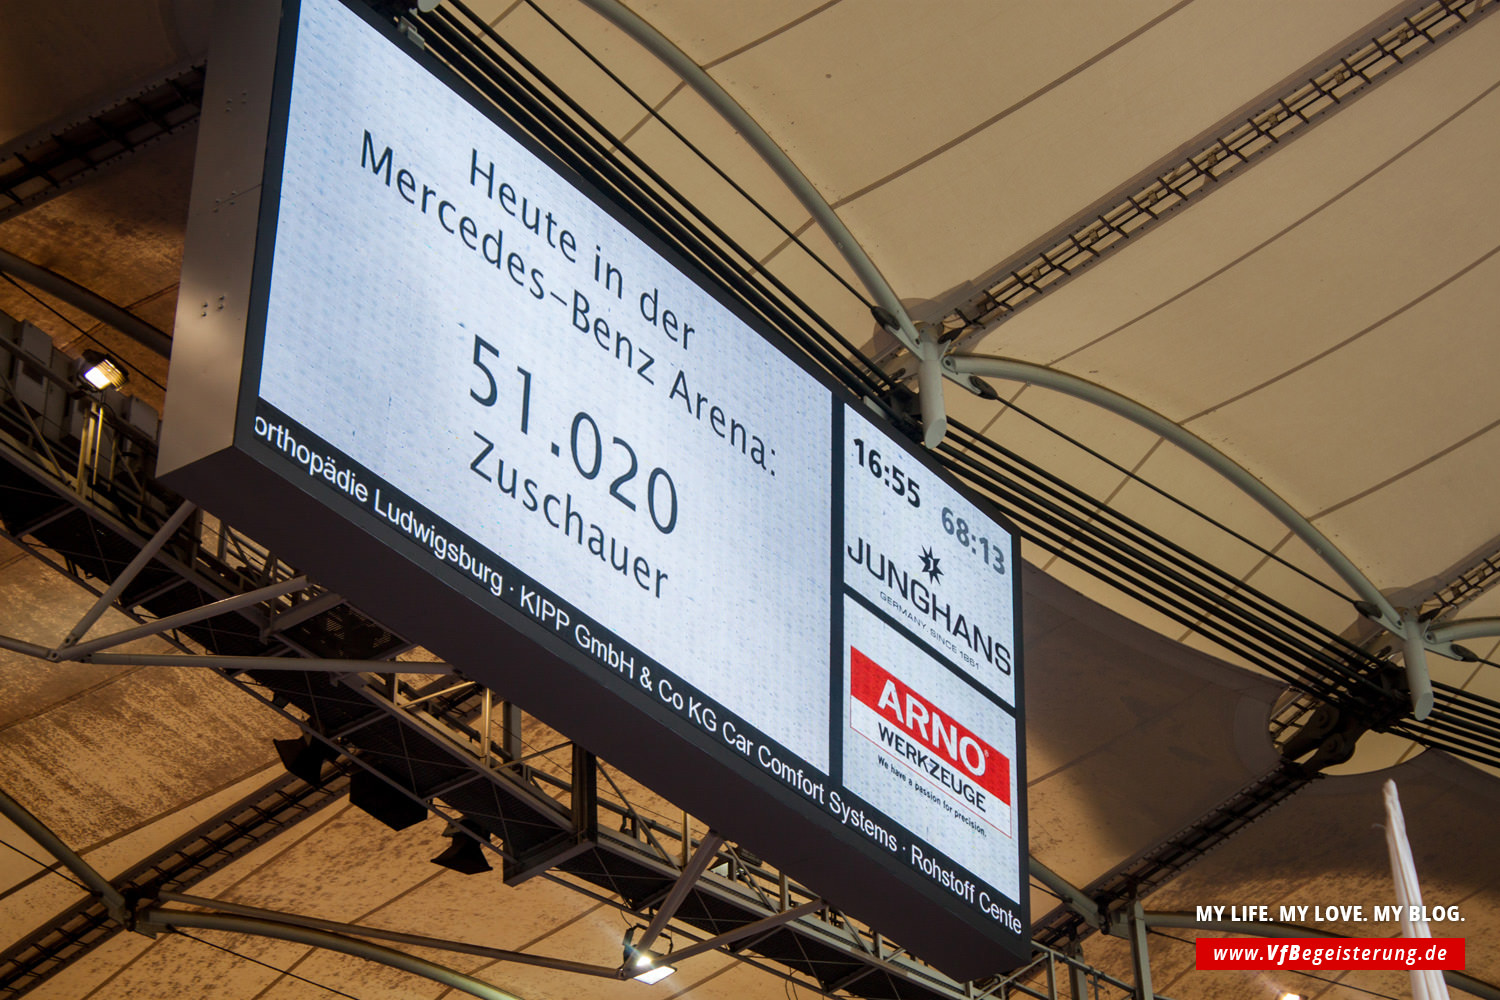 Heute in der
Mercedes-Benz Arena:
51.020
Zuschauer
16:55
68:13
JUNGHANS
GERMANY. SINCE 1861
ARNO®
WERKZEUGE
We have a passion for precision.
orthopädie Ludwigsburg · KIPP GmbH & Co KG Car Comfort Systems · Rohstoff Cente
MY LIFE. MY LOVE. MY BLOG.
www.VfBegeisterung.de